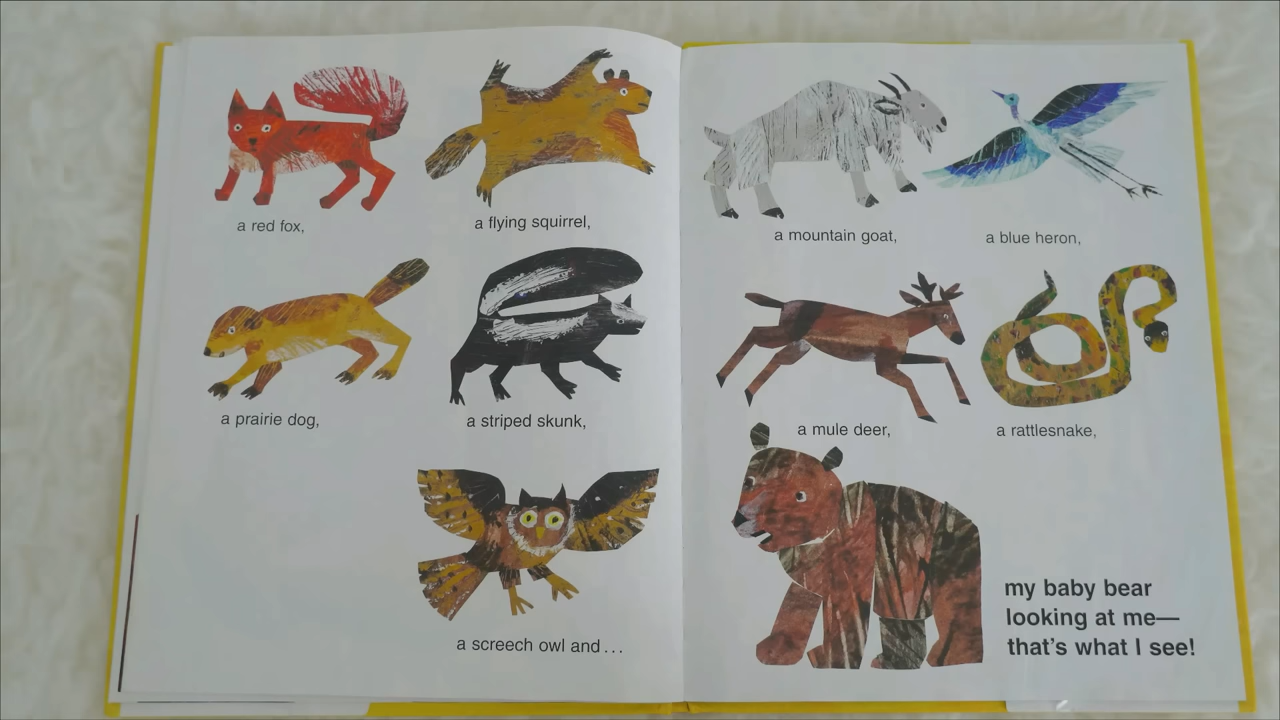 a red fox,
a flying squirrel,
a prairie dog,
a striped skunk,
a screech owl and...
a mountain goat,
a blue heron,
a mule deer,
a rattlesnake,
my baby bear
looking at me—
that's what I see!